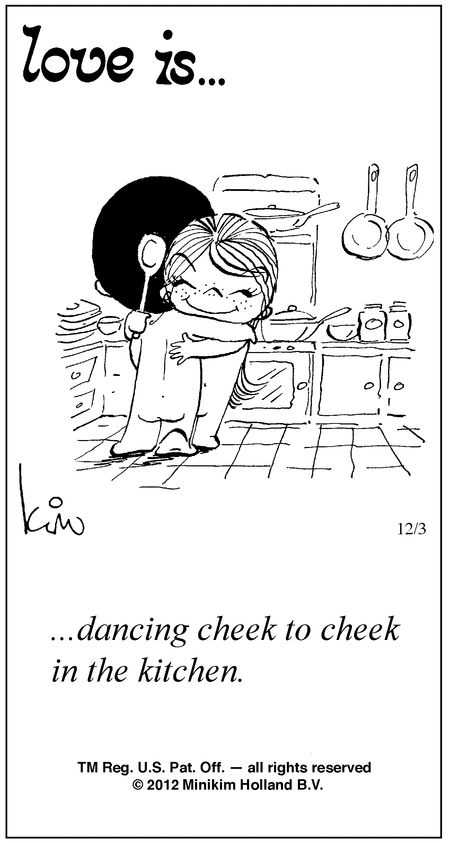 love is...
kim
12/3
...dancing cheek to cheek
in the kitchen.
TM Reg. U.S. Pat. Off. — all rights reserved
© 2012 Minikim Holland B.V.